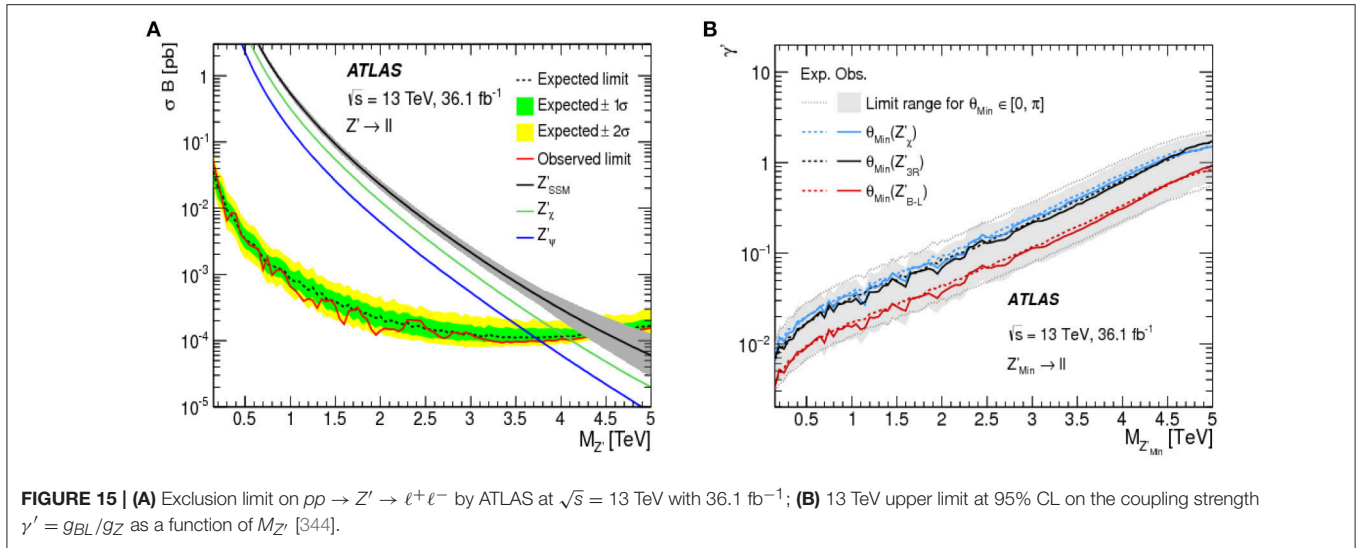 A
σ B [pb]
1
10⁻¹
10⁻²
10⁻³
10⁻⁴
10⁻⁵
ATLAS
√s = 13 TeV, 36.1 fb⁻¹
Z' → ll
Expected limit
Expected ± 1σ
Expected ± 2σ
Observed limit
Z'SSM
Z'χ
Z'ψ
0.5 1 1.5 2 2.5 3 3.5 4 4.5 5
MZ' [TeV]
B
γ'
10
1
10⁻¹
10⁻²
Exp. Obs.
Limit range for θMin ∈ [0, π]
θMin(Z'χ)
θMin(Z'3R)
θMin(Z'B-L)
ATLAS
√s = 13 TeV, 36.1 fb⁻¹
Z'Min → ll
0.5 1 1.5 2 2.5 3 3.5 4 4.5 5
MZ'Min [TeV]
FIGURE 15 | (A) Exclusion limit on pp → Z′ → ℓ⁺ℓ⁻ by ATLAS at √s = 13 TeV with 36.1 fb⁻¹; (B) 13 TeV upper limit at 95% CL on the coupling strength
γ′ = gBL/gZ as a function of MZ′ [344].